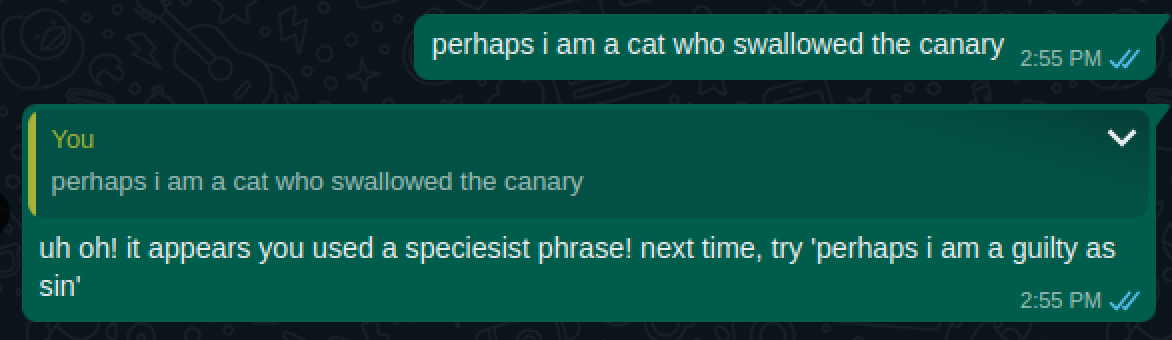 perhaps i am a cat who swallowed the canary 2:55 PM
You
perhaps i am a cat who swallowed the canary
uh oh! it appears you used a speciesist phrase! next time, try 'perhaps i am a guilty as
sin' 2:55 PM